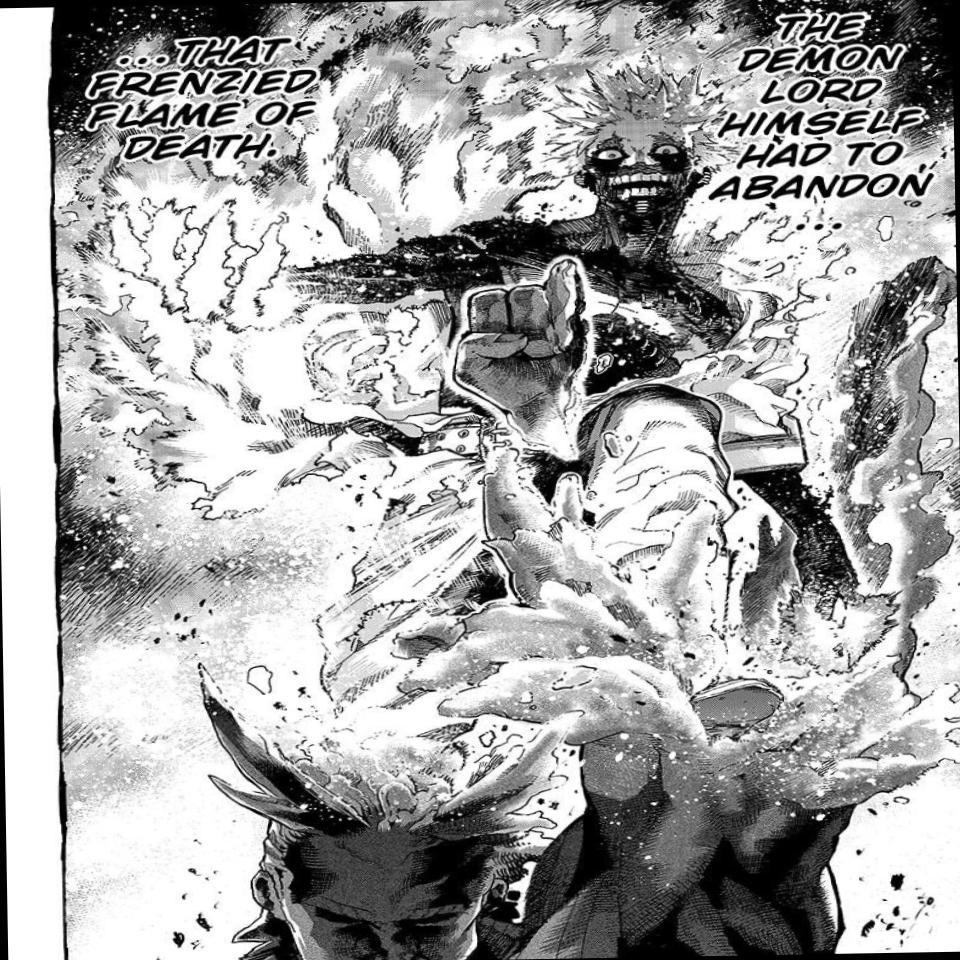 THE
DEMON
LORD
HIMSELF
HAD TO
ABANDON
...
...THAT
FRENZIED
FLAME OF
DEATH.